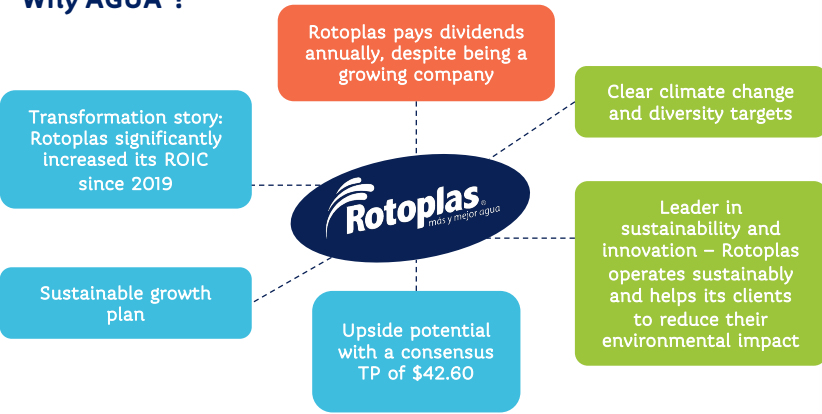 Why AGUA ?
Rotoplas pays dividends
annually, despite being a
growing company
Clear climate change
and diversity targets
Transformation story:
Rotoplas significantly
increased its ROIC
since 2019
Rotoplas®
más y mejor agua
Leader in
sustainability and
innovation – Rotoplas
operates sustainably
and helps its clients
to reduce their
environmental impact
Sustainable growth
plan
Upside potential
with a consensus
TP of $42.60